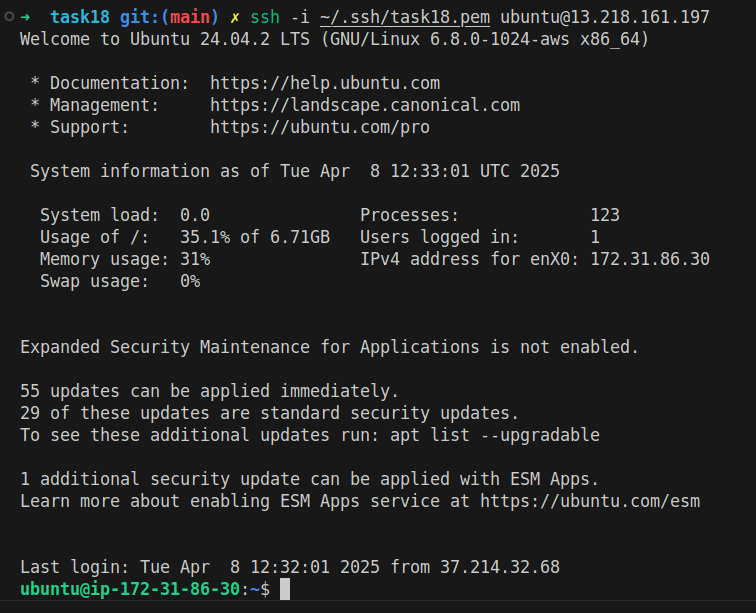 ➜  task18 git:(main) ✗ ssh -i ~/.ssh/task18.pem ubuntu@13.218.161.197
Welcome to Ubuntu 24.04.2 LTS (GNU/Linux 6.8.0-1024-aws x86_64)
 * Documentation:  https://help.ubuntu.com
 * Management:     https://landscape.canonical.com
 * Support:        https://ubuntu.com/pro
 System information as of Tue Apr  8 12:33:01 UTC 2025
  System load:  0.0               Processes:             123
  Usage of /:   35.1% of 6.71GB   Users logged in:       1
  Memory usage: 31%               IPv4 address for enX0: 172.31.86.30
  Swap usage:   0%
Expanded Security Maintenance for Applications is not enabled.
55 updates can be applied immediately.
29 of these updates are standard security updates.
To see these additional updates run: apt list --upgradable
1 additional security update can be applied with ESM Apps.
Learn more about enabling ESM Apps service at https://ubuntu.com/esm
Last login: Tue Apr  8 12:32:01 2025 from 37.214.32.68
ubuntu@ip-172-31-86-30:~$